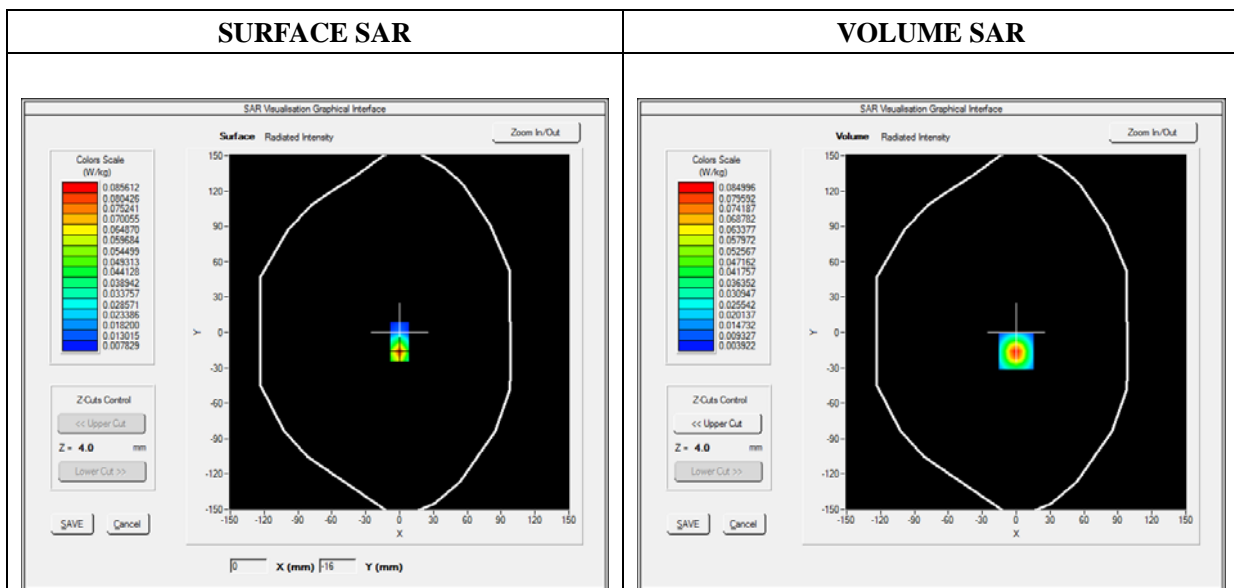 SURFACE SAR
VOLUME SAR
SAR Visualisation Graphical Interface
Surface Radiated Intensity
Zoom In/Out
Colors Scale
(W/kg)
0.085612
0.080426
0.075241
0.070055
0.064870
0.059684
0.054499
0.049313
0.044128
0.038942
0.033757
0.028571
0.023386
0.018200
0.013015
0.007829
150-
120-
90-
60-
30-
0-
-30-
-60-
-90-
-120-
-150-
Y
-150 -120 -90 -60 -30 0 30 60 90 120 150
X
Z-Cuts Control
<< Upper Cut
Z = 4.0 mm
Lower Cut >>
SAVE Cancel
0 X (mm) -16 Y (mm)
SAR Visualisation Graphical Interface
Volume Radiated Intensity
Zoom In/Out
Colors Scale
(W/kg)
0.084996
0.079592
0.074187
0.068782
0.063377
0.057972
0.052567
0.047162
0.041757
0.036352
0.030947
0.025542
0.020137
0.014732
0.009327
0.003922
150-
120-
90-
60-
30-
0-
-30-
-60-
-90-
-120-
-150-
Y
-150 -120 -90 -60 -30 0 30 60 90 120 150
X
Z-Cuts Control
<< Upper Cut
Z = 4.0 mm
Lower Cut >>
SAVE Cancel